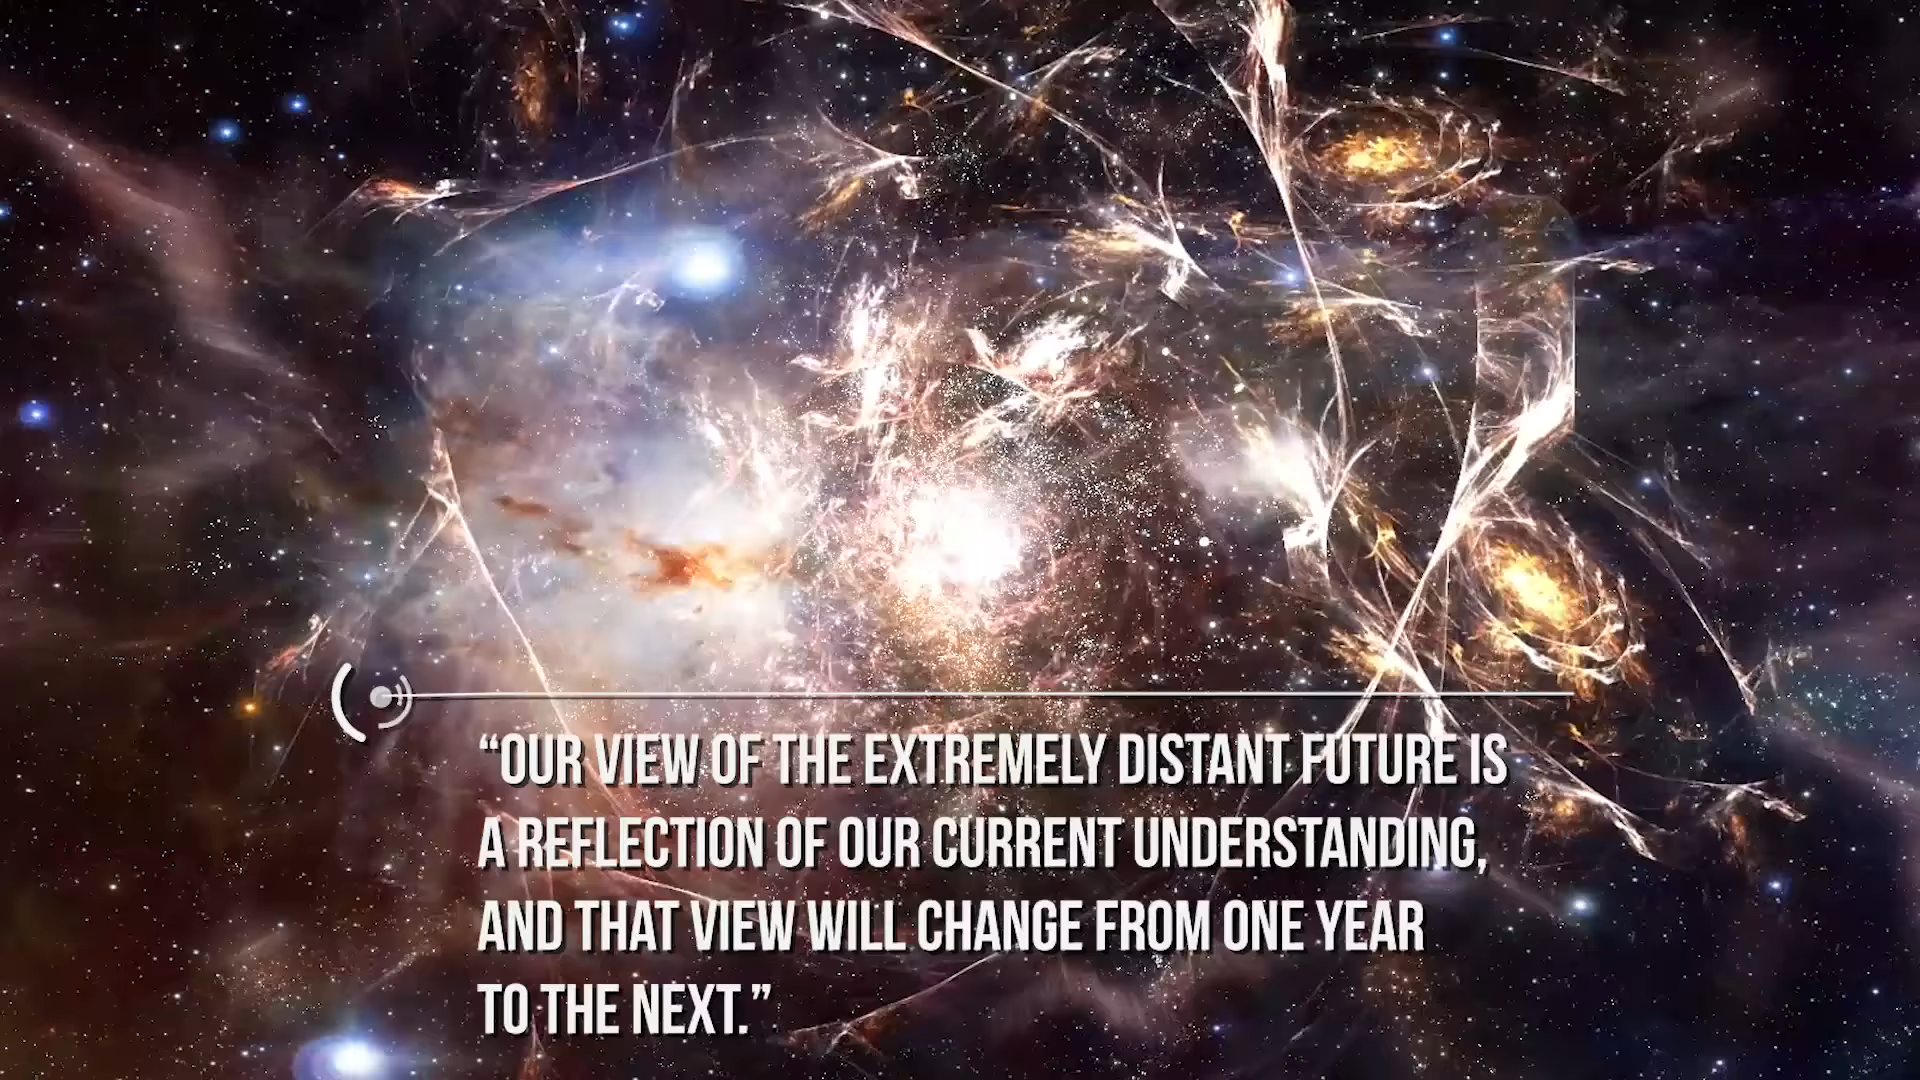 “OUR VIEW OF THE EXTREMELY DISTANT FUTURE IS
A REFLECTION OF OUR CURRENT UNDERSTANDING,
AND THAT VIEW WILL CHANGE FROM ONE YEAR
TO THE NEXT.”